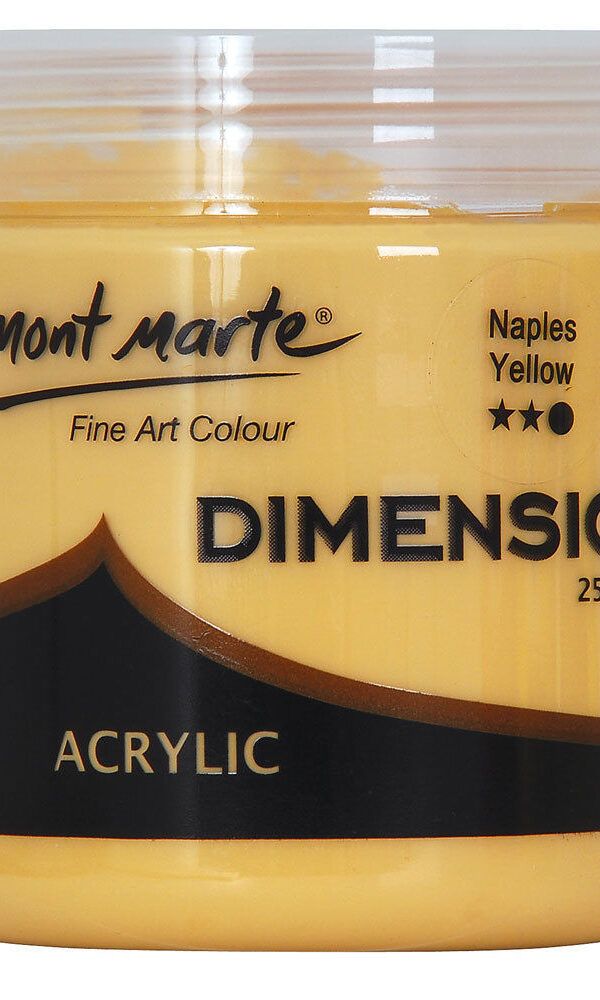 mont marte®
Fine Art Colour
Naples
Yellow
DIMENSIO
25
ACRYLIC